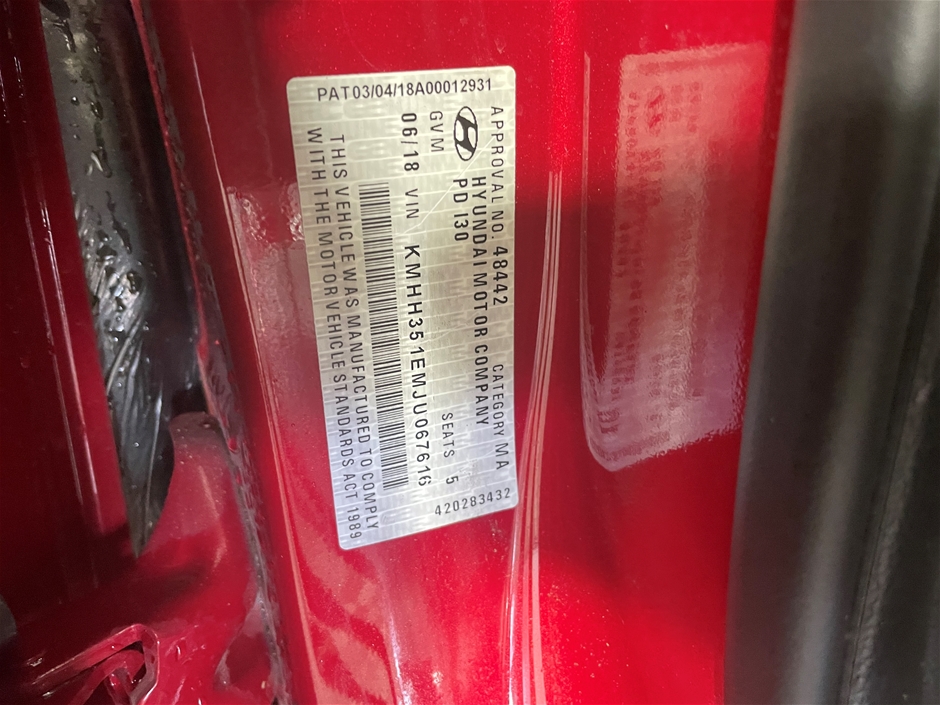 APPROVAL NO. 48442 CATEGORY MA
HYUNDAI MOTOR COMPANY
PD I30
GVM SEATS 5
06/18 VIN KMHH351EMJU067616
THIS VEHICLE WAS MANUFACTURED TO COMPLY
WITH THE MOTOR VEHICLE STANDARDS ACT 1989
PAT03/04/18A00012931
420283432